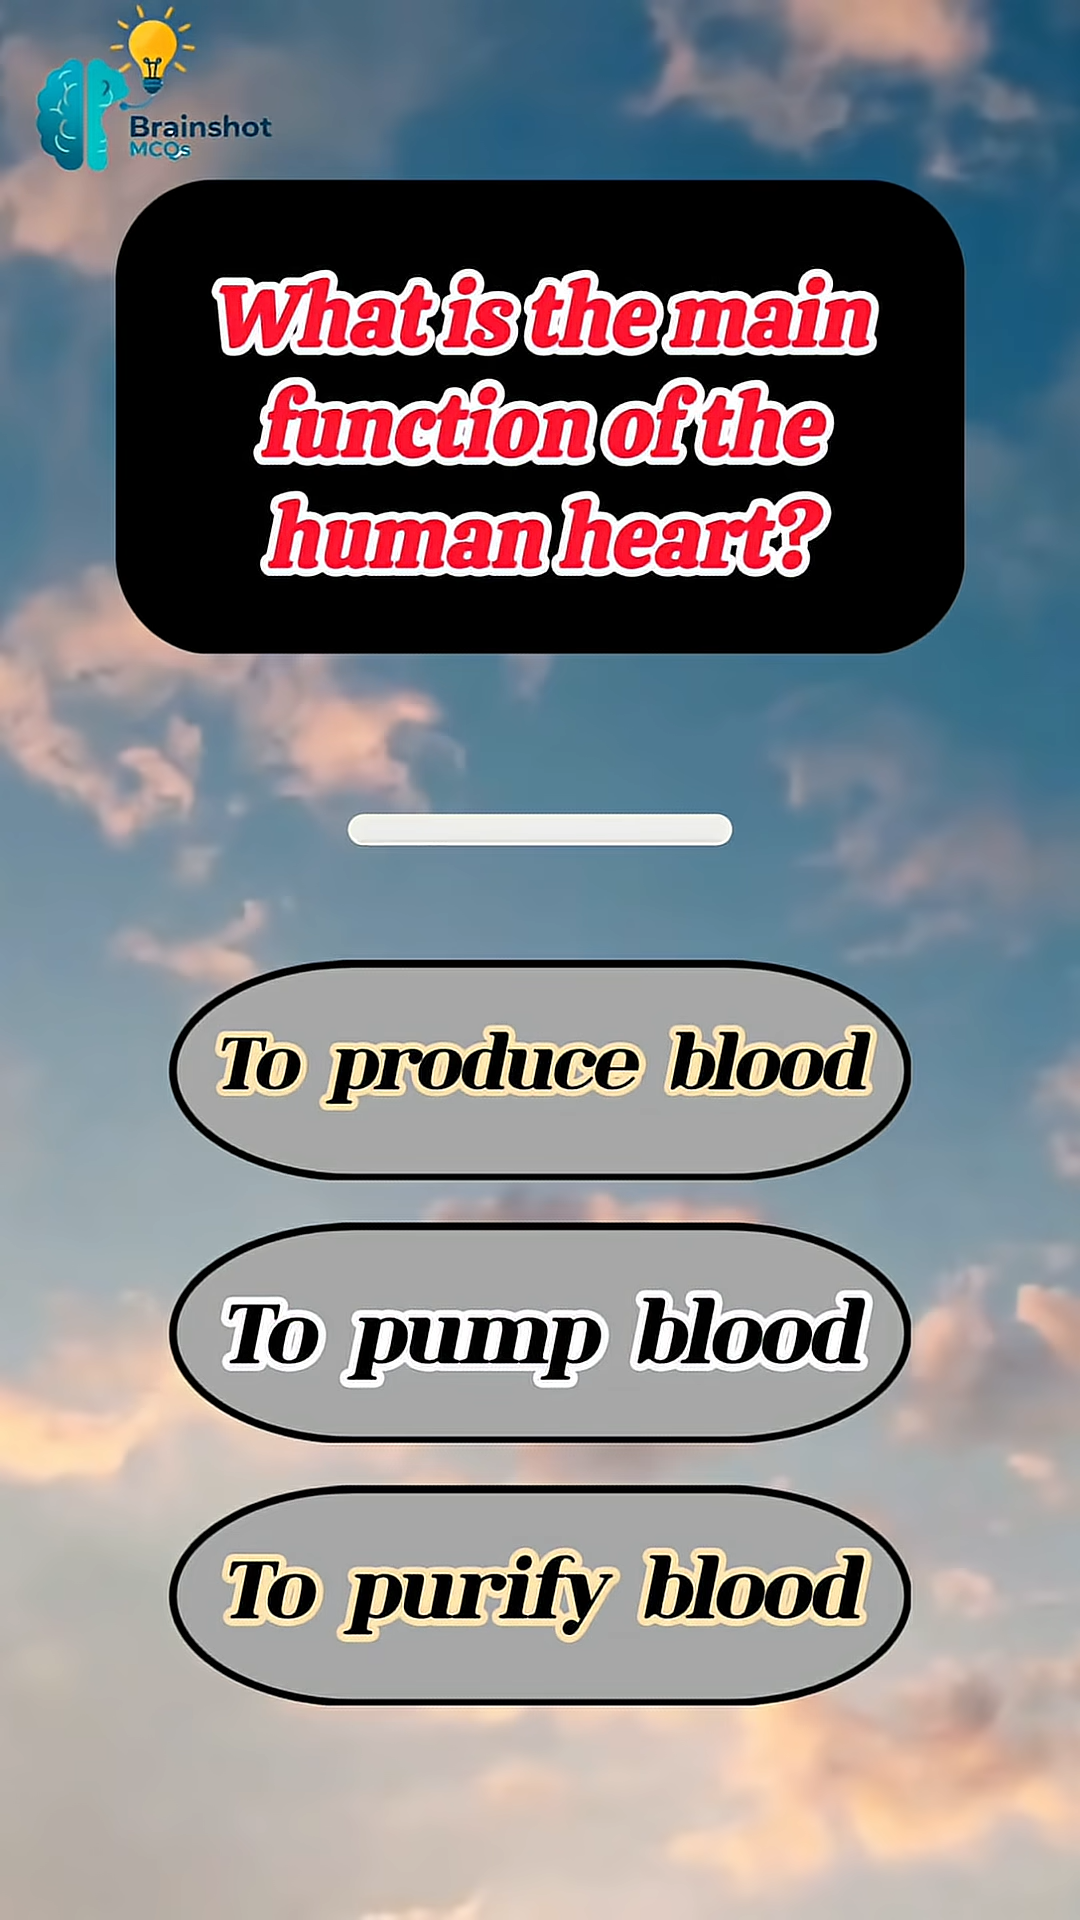 Brainshot
MCQs
What is the main
function of the
human heart?
To produce blood
To pump blood
To purify blood